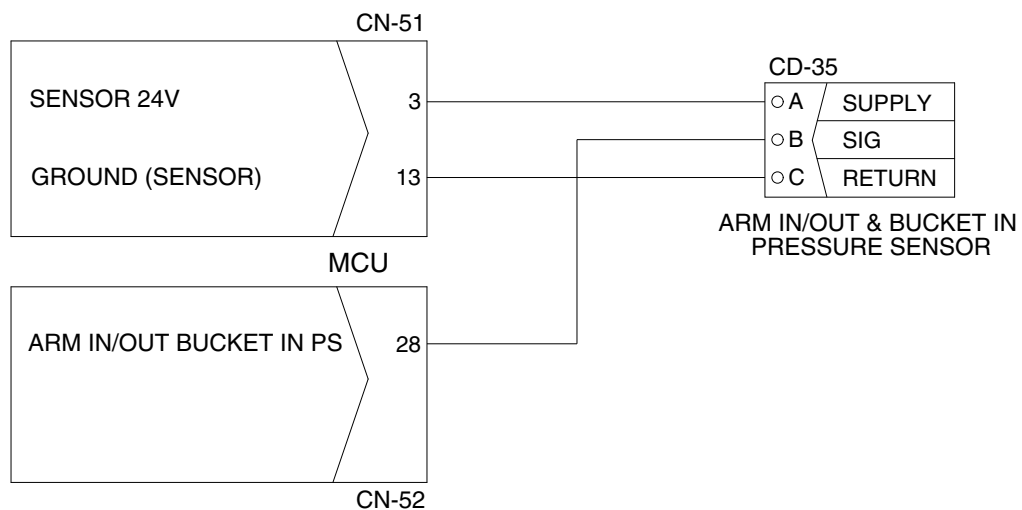 CN-51
SENSOR 24V 3
GROUND (SENSOR) 13
CD-35
A SUPPLY
B SIG
C RETURN
ARM IN/OUT & BUCKET IN
PRESSURE SENSOR
MCU
ARM IN/OUT BUCKET IN PS 28
CN-52